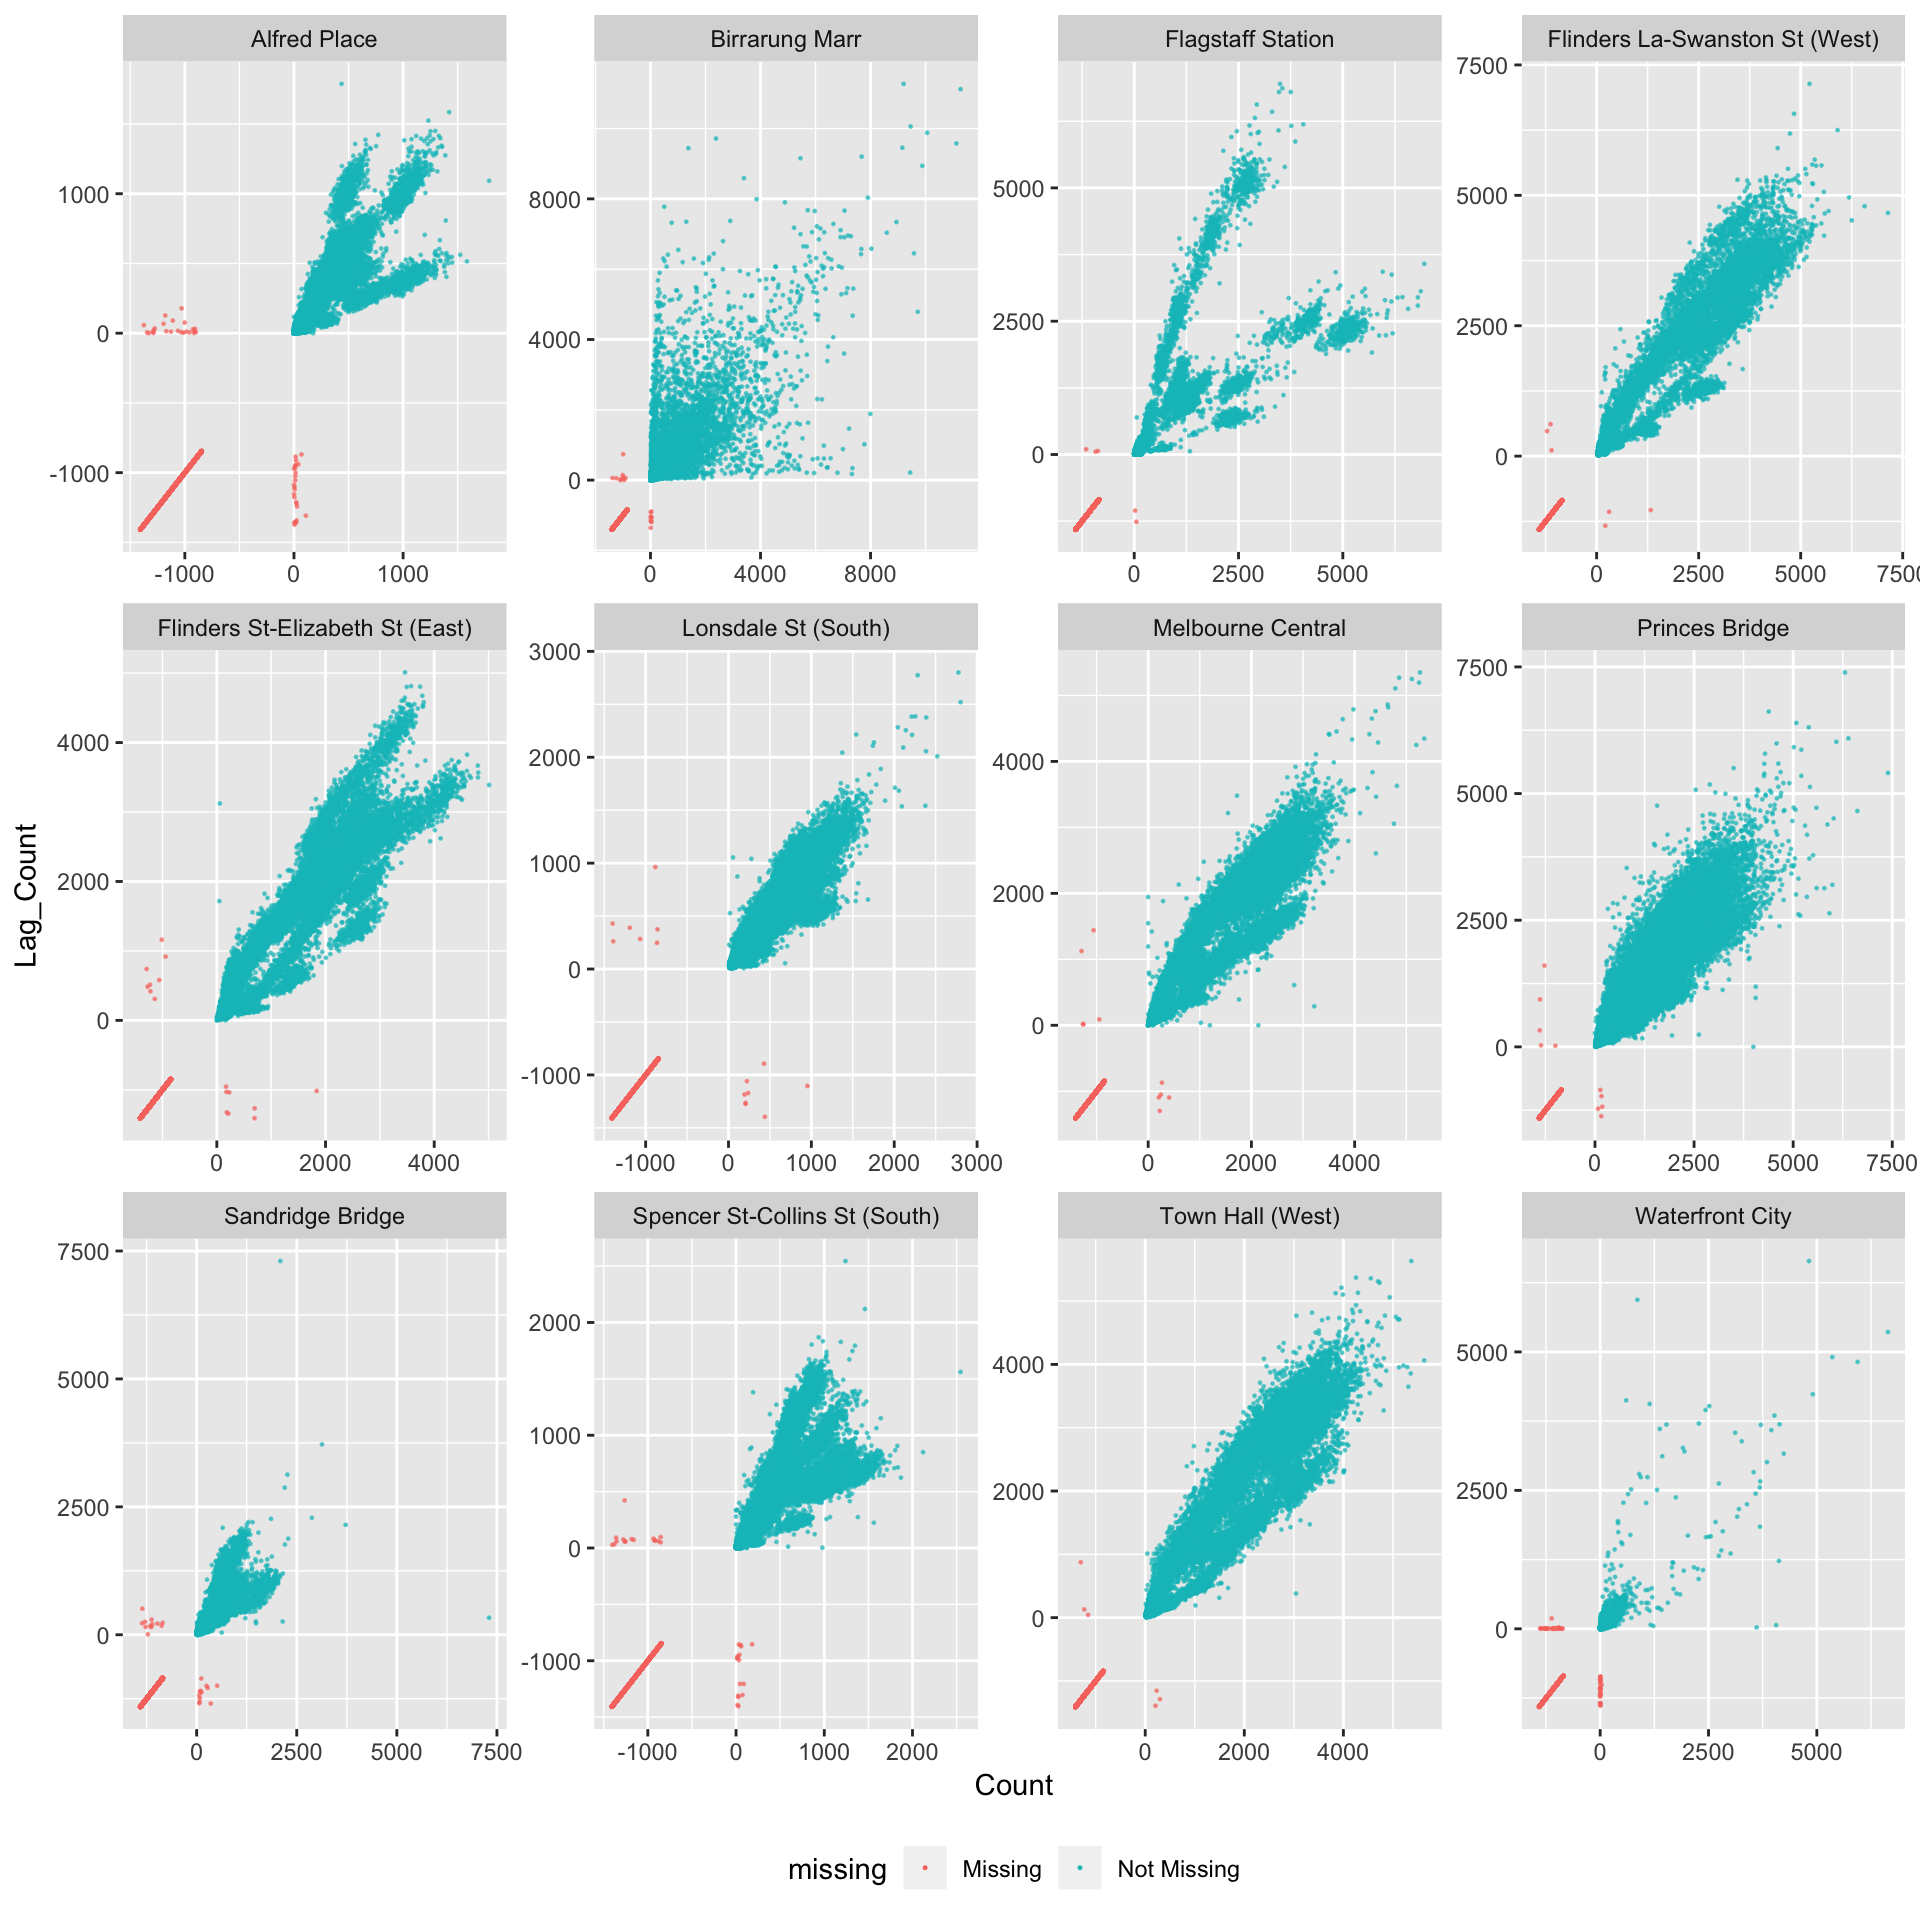 Alfred Place
Birrarung Marr
Flagstaff Station
Flinders La-Swanston St (West)
1000
0
-1000
-1000 0 1000
8000
4000
0
0 4000 8000
5000
2500
0
0 2500 5000
7500
5000
2500
0
0 2500 5000 7500
Flinders St-Elizabeth St (East)
Lonsdale St (South)
Melbourne Central
Princes Bridge
4000
2000
0
0 2000 4000
3000
2000
1000
0
-1000
-1000 0 1000 2000 3000
4000
2000
0
0 2000 4000
7500
5000
2500
0
0 2500 5000 7500
Lag_Count
Sandridge Bridge
Spencer St-Collins St (South)
Town Hall (West)
Waterfront City
7500
5000
2500
0
0 2500 5000 7500
2000
1000
0
-1000
-1000 0 1000 2000
4000
2000
0
0 2000 4000
5000
2500
0
0 2500 5000
Count
missing Missing Not Missing